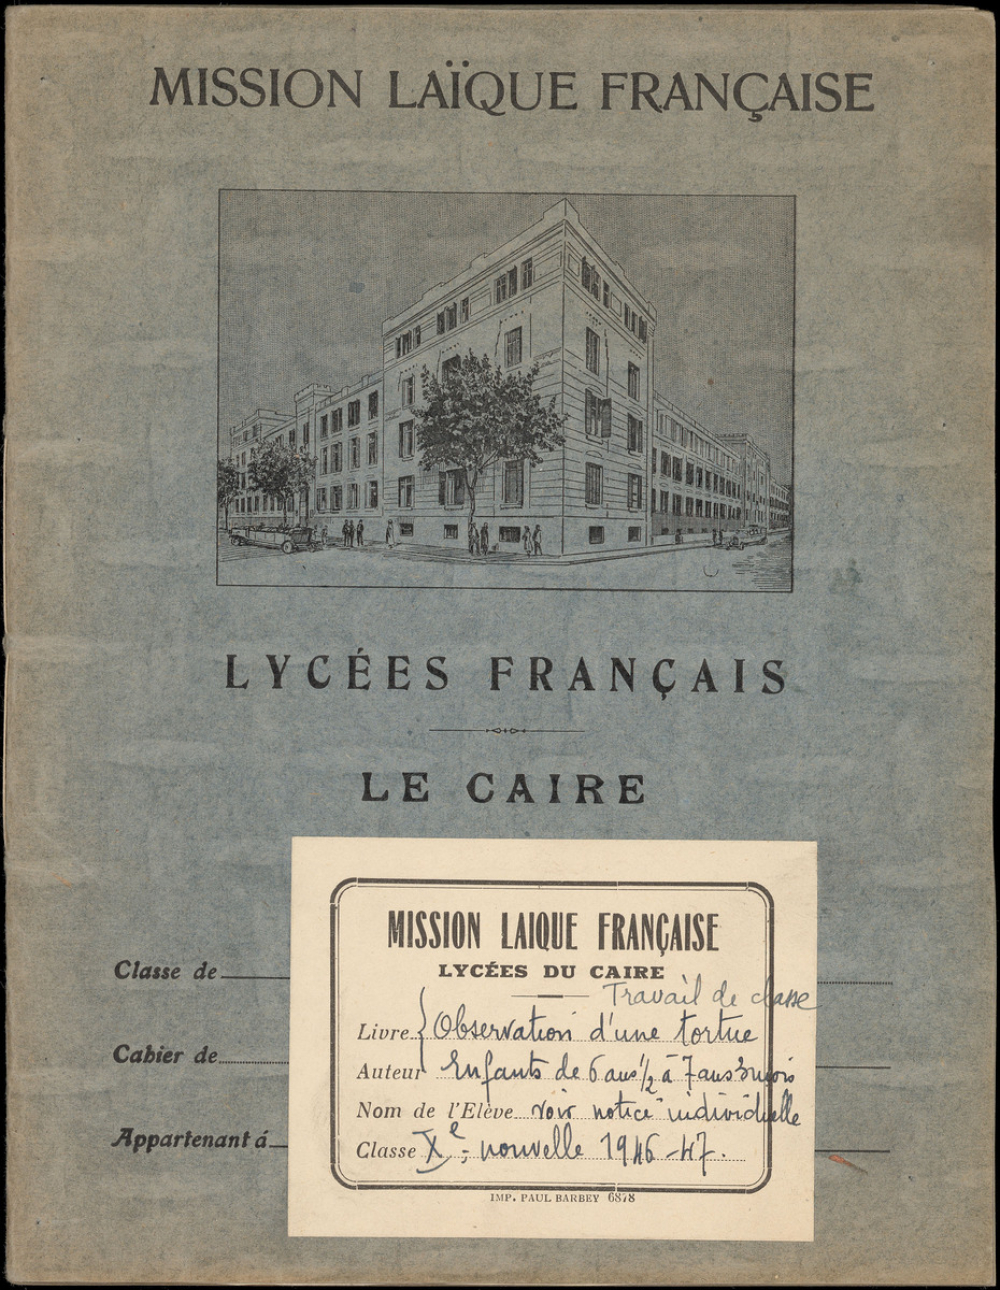 MISSION LAÏQUE FRANÇAISE
LYCÉES FRANÇAIS
LE CAIRE
Classe de
Cahier de
Appartenant á
MISSION LAIQUE FRANÇAISE
LYCÉES DU CAIRE
Travail de classe
Livre Observation d'une tortue
Auteur Enfants de 6 ans 1/2 à 7 ans 3 mois
Nom de l'Elève voir notice individuelle
Classe Xe; nouvelle 1946-47.
IMP. PAUL BARBEY 6878